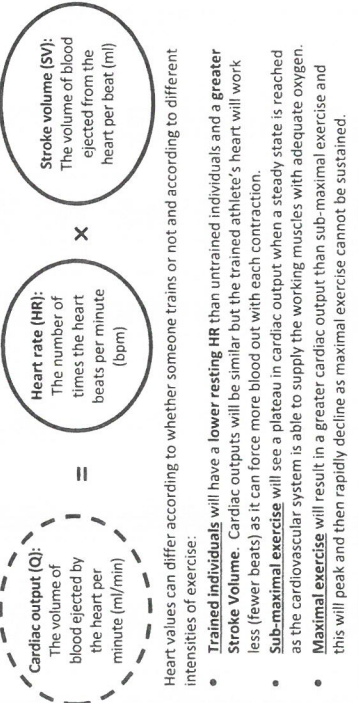 Cardiac output (Q):
The volume of
blood ejected by
the heart per
minute (ml/min)
=
Heart rate (HR):
The number of
times the heart
beats per minute
(bpm)
×
Stroke volume (SV):
The volume of blood
ejected from the
heart per beat (ml)
Heart values can differ according to whether someone trains or not and according to different
intensities of exercise:
• Trained individuals will have a lower resting HR than untrained individuals and a greater
Stroke Volume. Cardiac outputs will be similar but the trained athlete's heart will work
less (fewer beats) as it can force more blood out with each contraction.
• Sub-maximal exercise will see a plateau in cardiac output when a steady state is reached
as the cardiovascular system is able to supply the working muscles with adequate oxygen.
• Maximal exercise will result in a greater cardiac output than sub-maximal exercise and
this will peak and then rapidly decline as maximal exercise cannot be sustained.